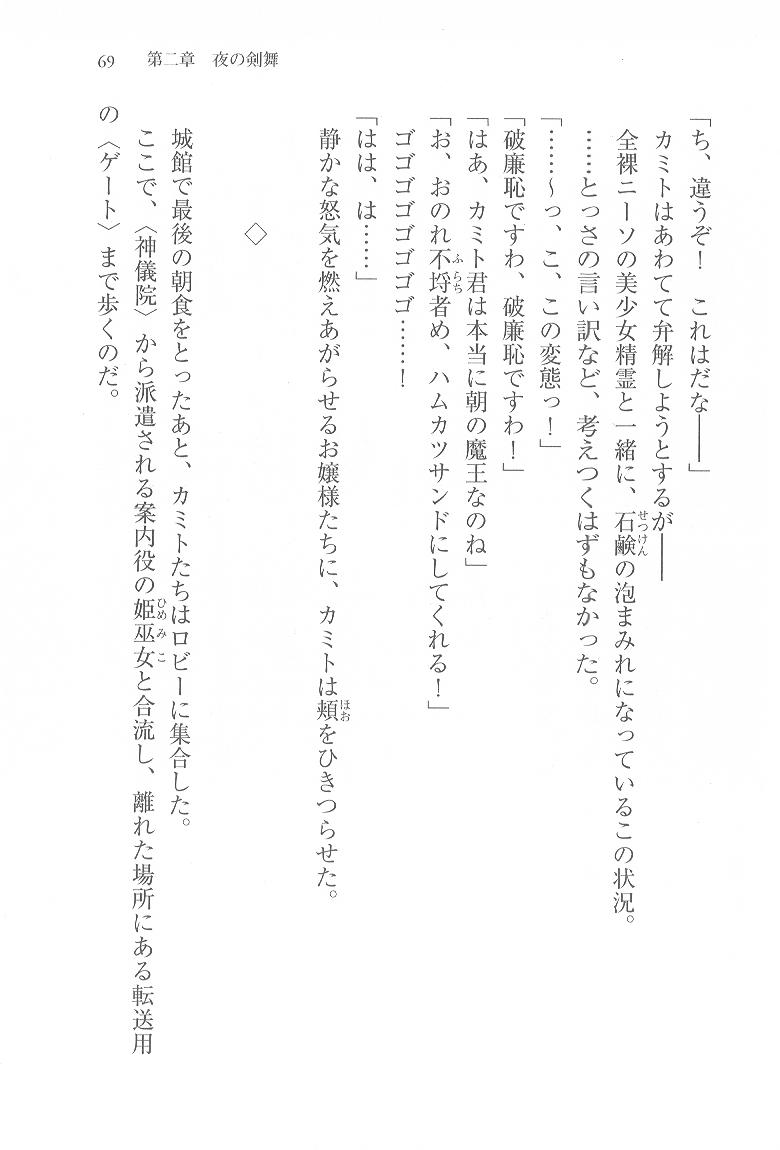 69　第二章　夜の剣舞
「ち、違うぞ！　これはだな――」
カミトはあわてて弁解しようとするが――
全裸ニーソの美少女精霊と一緒に、石鹸の泡まみれになっているこの状況。
……とっさの言い訳など、考えつくはずもなかった。
「……～っ、こ、この変態っ！」
「破廉恥ですわ、破廉恥ですわ！」
「はあ、カミト君は本当に朝の魔王なのね」
「お、おのれ不埒者め、ハムカツサンドにしてくれる！」
ゴゴゴゴゴゴゴゴ……！
「はは、は……」
静かな怒気を燃えあがらせるお嬢様たちに、カミトは頬をひきつらせた。
◇
城館で最後の朝食をとったあと、カミトたちはロビーに集合した。
ここで、〈神儀院〉から派遣される案内役の姫巫女と合流し、離れた場所にある転送用
の〈ゲート〉まで歩くのだ。